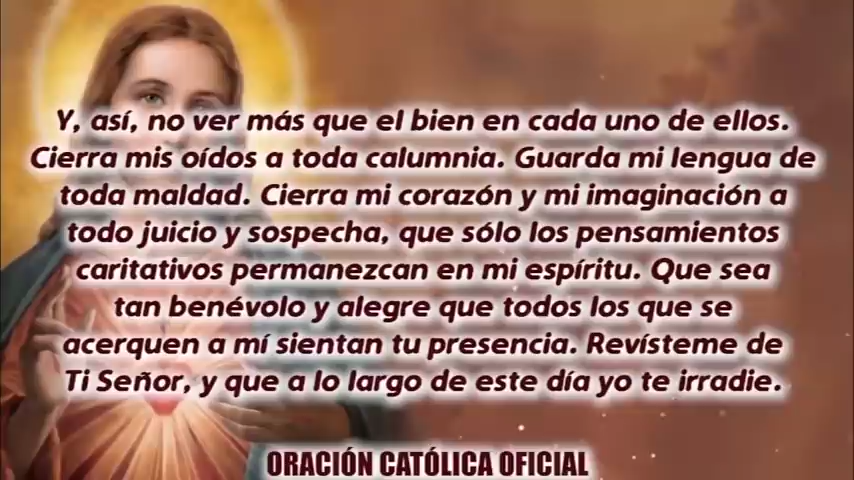 Y, así, no ver más que el bien en cada uno de ellos.
Cierra mis oídos a toda calumnia. Guarda mi lengua de
toda maldad. Cierra mi corazón y mi imaginación a
todo juicio y sospecha, que sólo los pensamientos
caritativos permanezcan en mi espíritu. Que sea
tan benévolo y alegre que todos los que se
acerquen a mí sientan tu presencia. Revísteme de
Ti Señor, y que a lo largo de este día yo te irradie.
ORACIÓN CATÓLICA OFICIAL